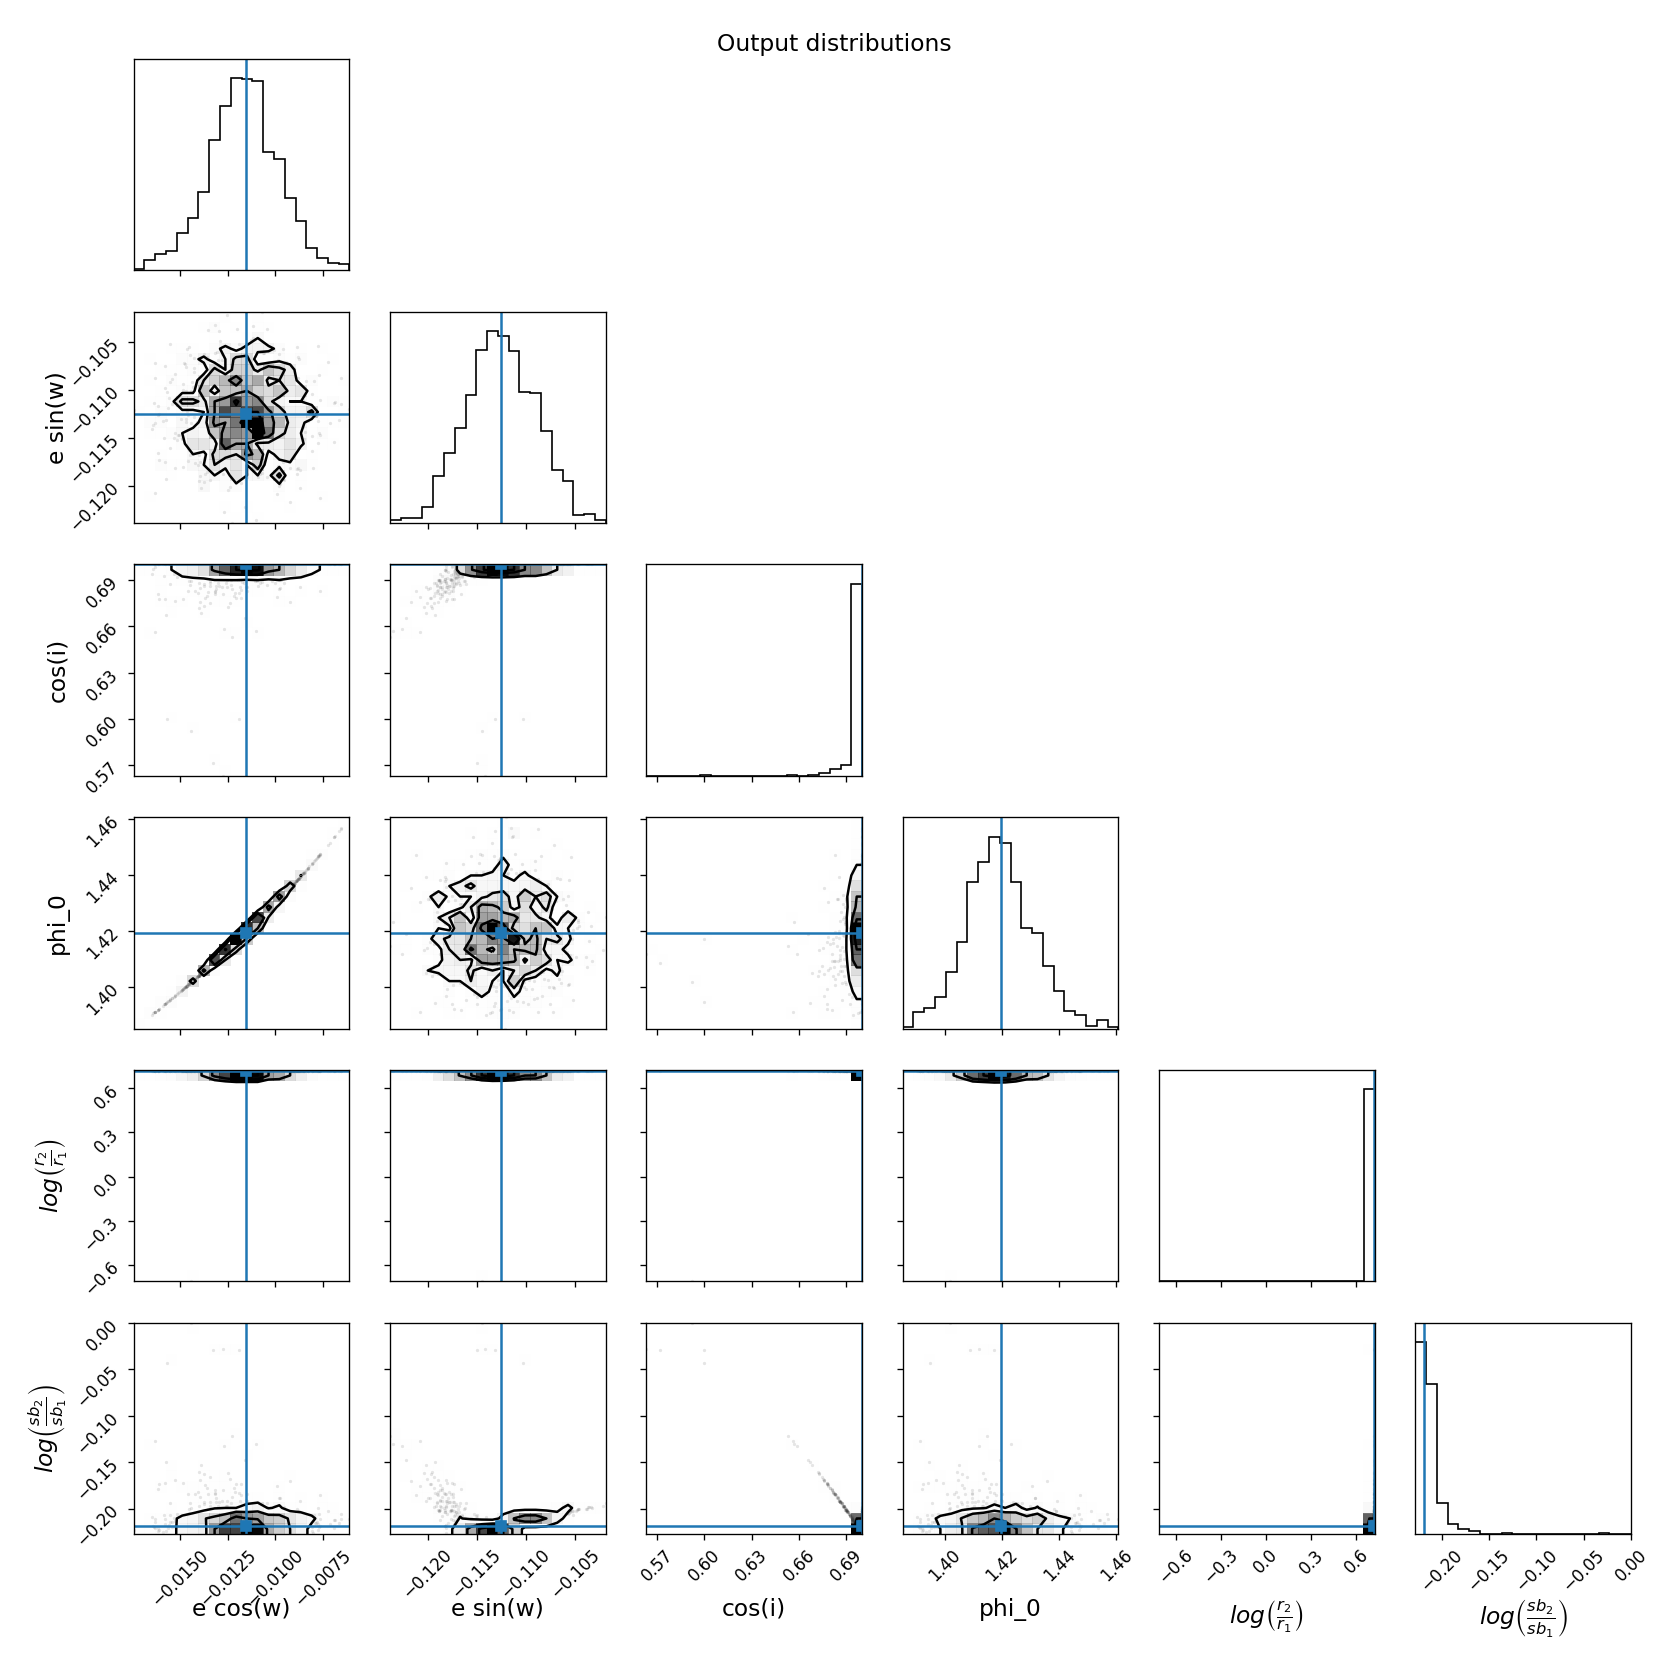 Output distributions
e sin(w)
−0.105
−0.110
−0.115
−0.120
cos(i)
0.69
0.66
0.63
0.60
0.57
phi_0
1.46
1.44
1.42
1.40
log(r2/r1)
0.6
0.3
0.0
−0.3
−0.6
log(sb2/sb1)
0.00
−0.05
−0.10
−0.15
−0.20
−0.0150 −0.0125 −0.0100 −0.0075 −0.120 −0.115 −0.110 −0.105 0.57 0.60 0.63 0.66 0.69 1.40 1.42 1.44 1.46 −0.6 −0.3 0.0 0.3 0.6 −0.20 −0.15 −0.10 −0.05 0.00
e cos(w) e sin(w) cos(i) phi_0 log(r2/r1) log(sb2/sb1)